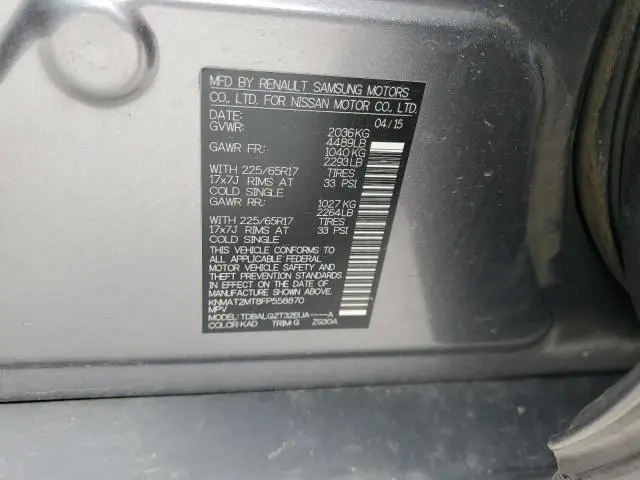 MFD BY RENAULT SAMSUNG MOTORS
CO., LTD. FOR NISSAN MOTOR CO., LTD.
DATE: 04/15
GVWR: 2036KG
4489LB
GAWR FR: 1040KG
2293LB
WITH 225/65R17 TIRES
17x7J RIMS AT 33 PSI
COLD SINGLE
GAWR RR: 1027 KG
2264LB
WITH 225/65R17 TIRES
17x7J RIMS AT 33 PSI
COLD SINGLE
THIS VEHICLE CONFORMS TO
ALL APPLICABLE FEDERAL
MOTOR VEHICLE SAFETY AND
THEFT PREVENTION STANDARDS
IN EFFECT ON THE DATE OF
MANUFACTURE SHOWN ABOVE.
KNMAT2MT8FP558870
MPV
MODEL: TDBALQZT32EUA----A
COLOR:KAD TRIM:G ZS30A